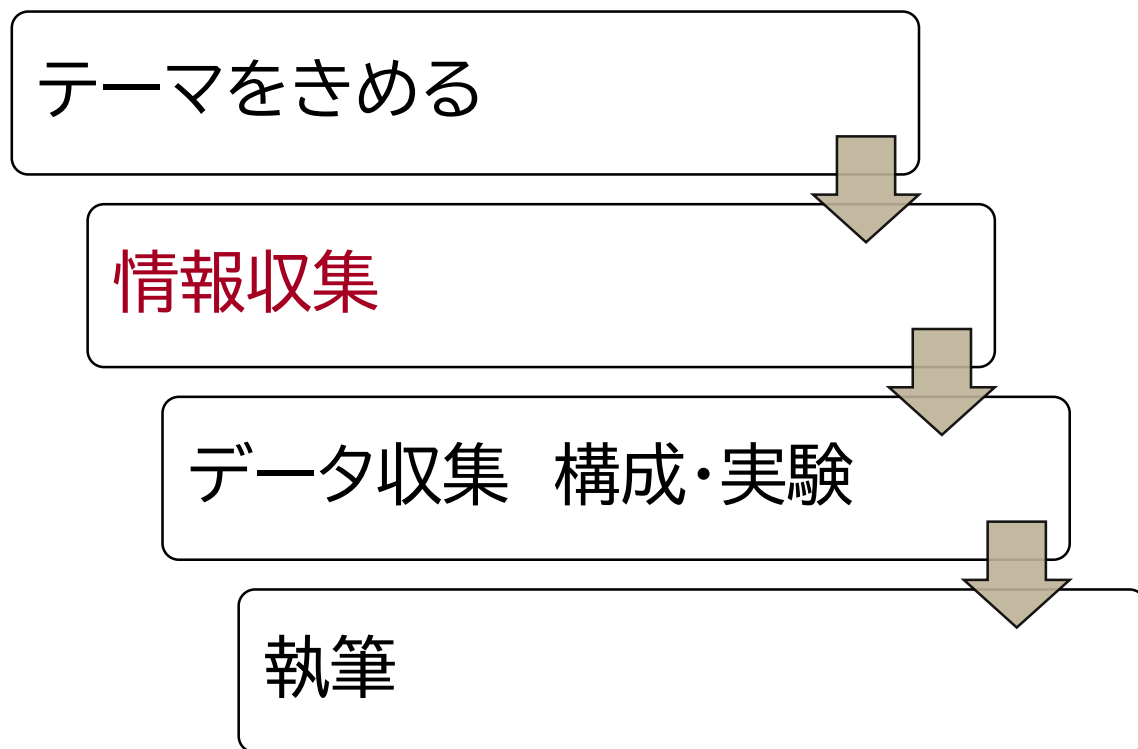 テーマをきめる
情報収集
データ収集　構成・実験
執筆